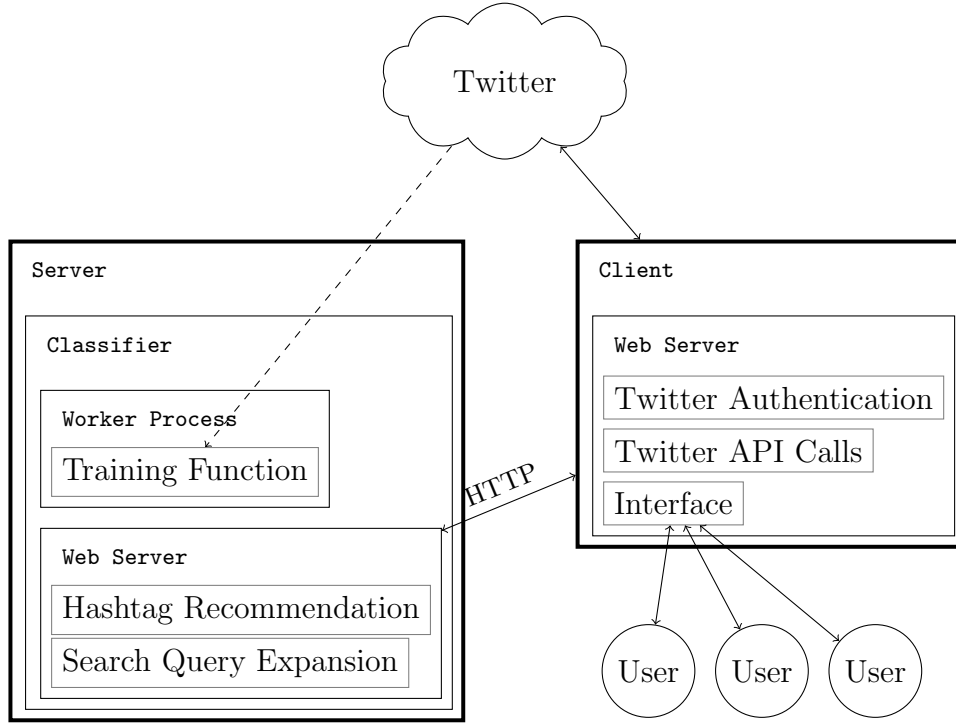 Twitter
Server
Classifier
Worker Process
Training Function
Web Server
Hashtag Recommendation
Search Query Expansion
HTTP
Client
Web Server
Twitter Authentication
Twitter API Calls
Interface
User
User
User